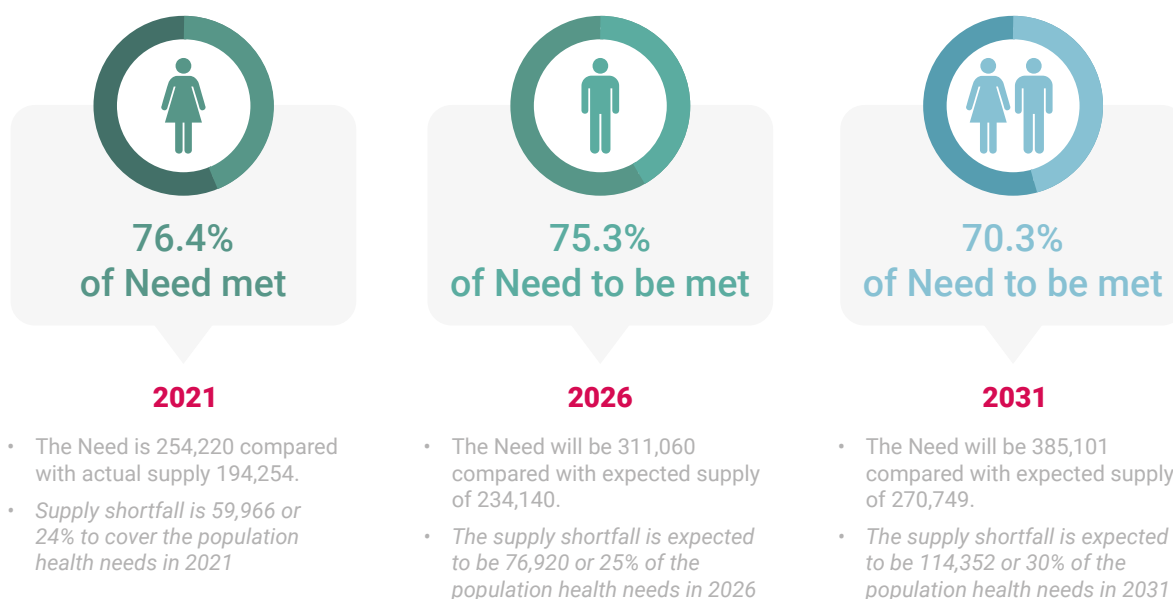 76.4%
of Need met
2021
• The Need is 254,220 compared
with actual supply 194,254.
• Supply shortfall is 59,966 or
24% to cover the population
health needs in 2021
75.3%
of Need to be met
2026
• The Need will be 311,060
compared with expected supply
of 234,140.
• The supply shortfall is expected
to be 76,920 or 25% of the
population health needs in 2026
70.3%
of Need to be met
2031
• The Need will be 385,101
compared with expected supply
of 270,749.
• The supply shortfall is expected
to be 114,352 or 30% of the
population health needs in 2031